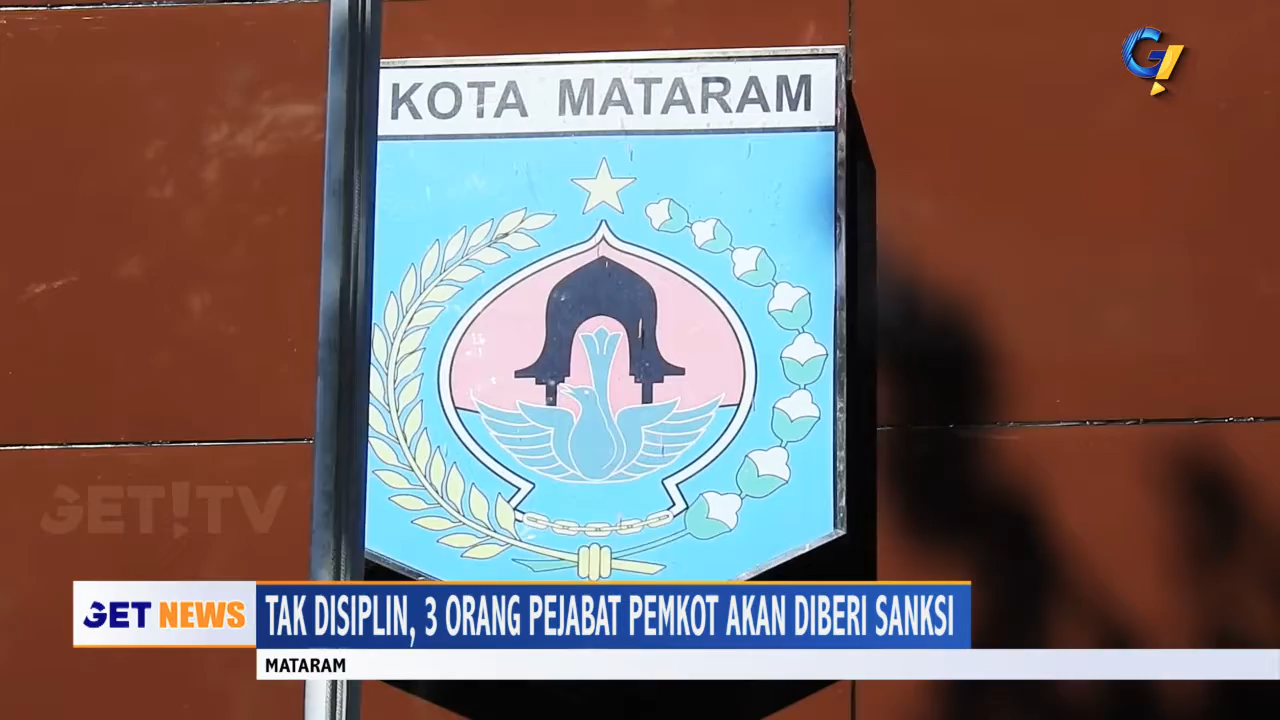 KOTA MATARAM
GET!TV
GET NEWS
TAK DISIPLIN, 3 ORANG PEJABAT PEMKOT AKAN DIBERI SANKSI
MATARAM